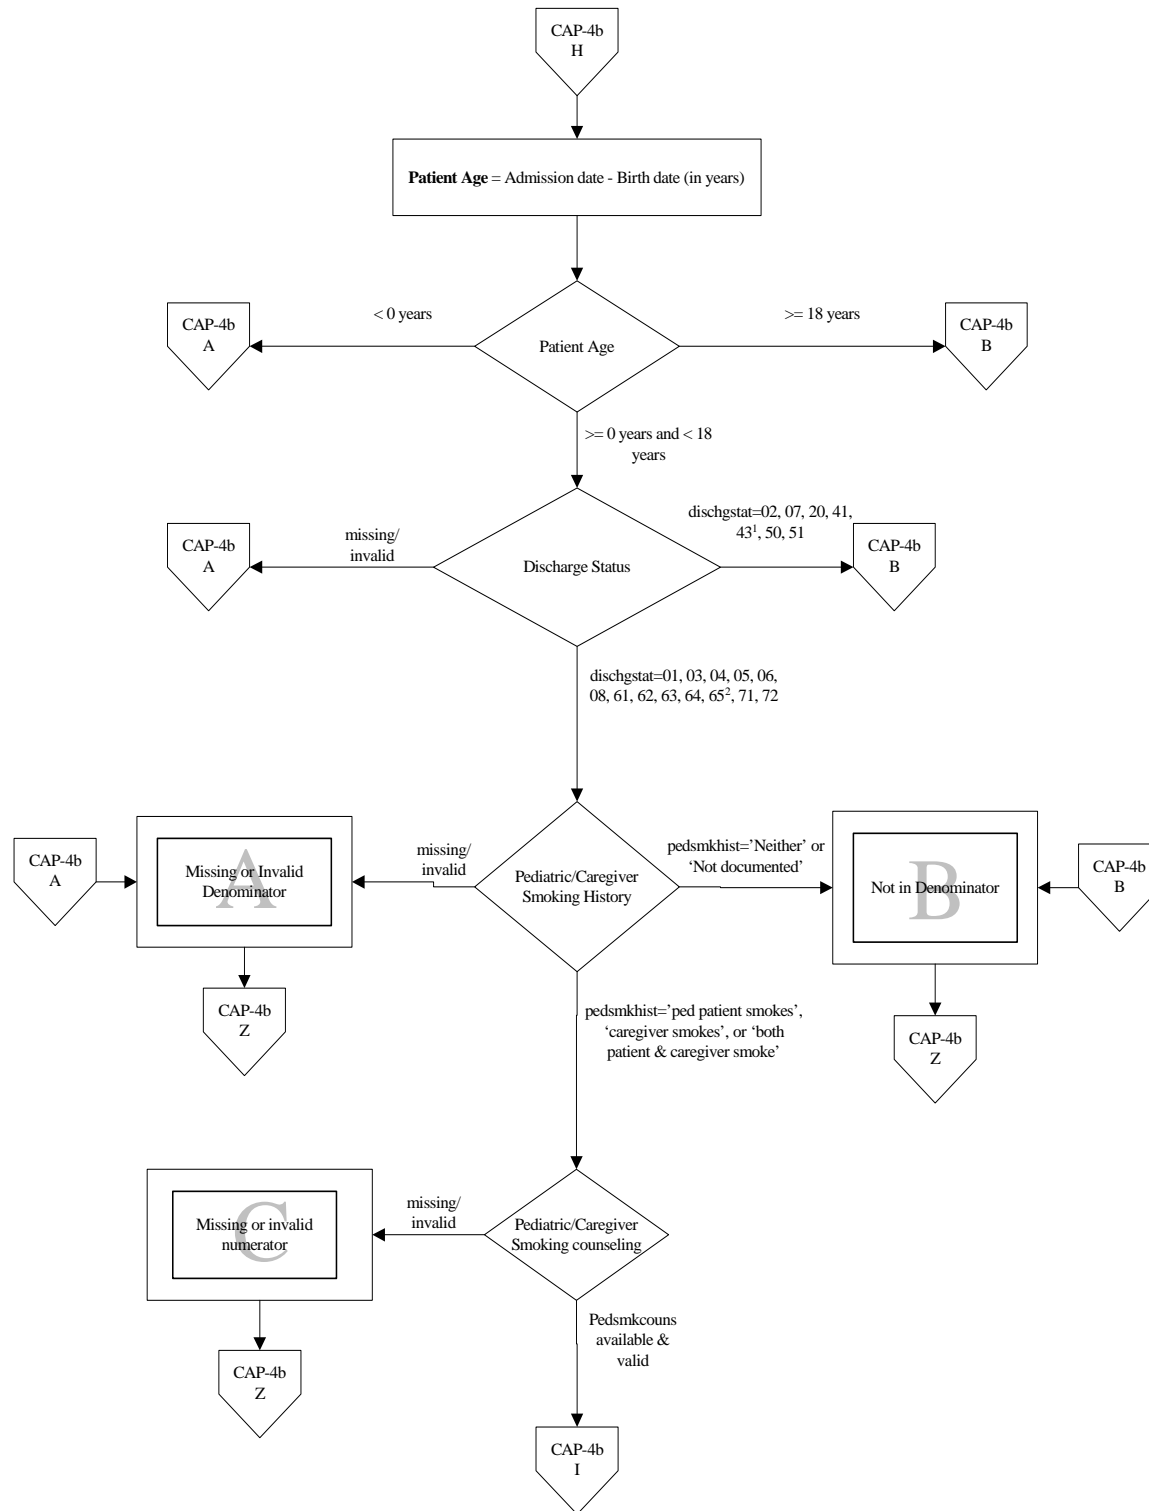 CAP-4b
H
Patient Age = Admission date - Birth date (in years)
< 0 years
>= 18 years
CAP-4b
A
Patient Age
CAP-4b
B
>= 0 years and < 18
years
dischgstat=02, 07, 20, 41,
43¹, 50, 51
missing/
invalid
CAP-4b
A
Discharge Status
CAP-4b
B
dischgstat=01, 03, 04, 05, 06,
08, 61, 62, 63, 64, 65², 71, 72
CAP-4b
A
A
Missing or Invalid
Denominator
missing/
invalid
Pediatric/Caregiver
Smoking History
pedsmkhist=’Neither’ or
‘Not documented’
B
Not in Denominator
CAP-4b
B
CAP-4b
Z
pedsmkhist=’ped patient smokes’,
‘caregiver smokes’, or ‘both
patient & caregiver smoke’
CAP-4b
Z
C
Missing or invalid
numerator
missing/
invalid
Pediatric/Caregiver
Smoking counseling
CAP-4b
Z
Pedsmkcouns
available &
valid
CAP-4b
I